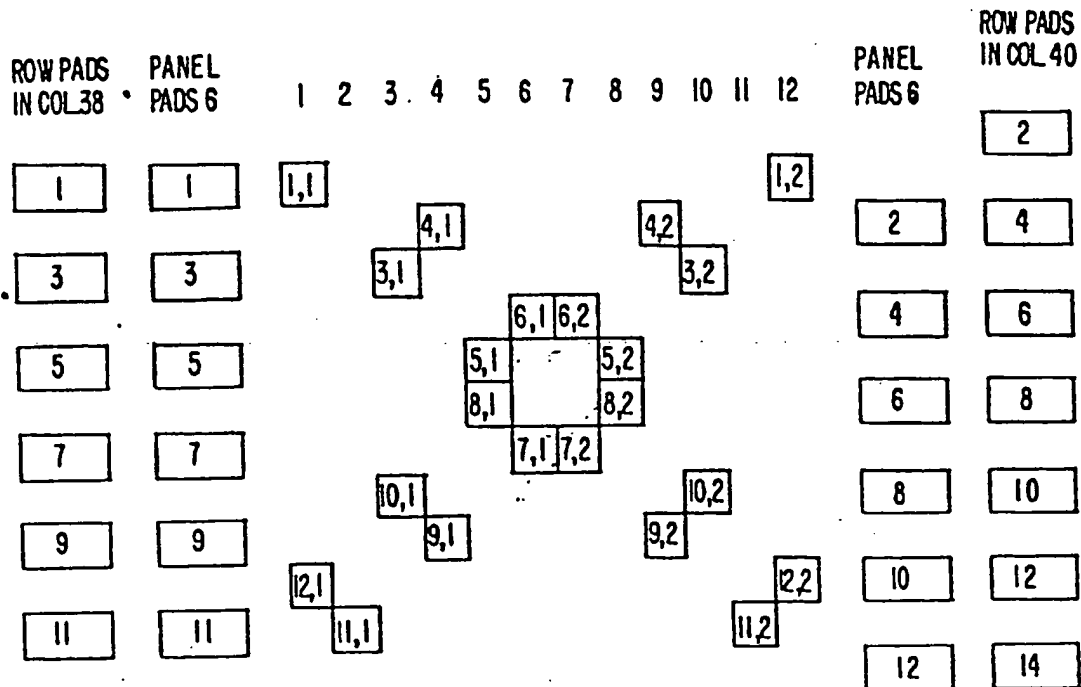 ROW PADS
IN COL 38
PANEL
PADS 6
1 2 3 4 5 6 7 8 9 10 11 12
PANEL
PADS 6
ROW PADS
IN COL 40
2
1 1 1,1 1,2
4,1 4,2 2 4
3 3 3,1 3,2
6,1 6,2 4 6
5 5 5,1 5,2
8,1 8,2 6 8
7 7 7,1 7,2
10,1 10,2 8 10
9 9 9,1 9,2
12,1 12,2 10 12
11 11 11,1 11,2
12 14